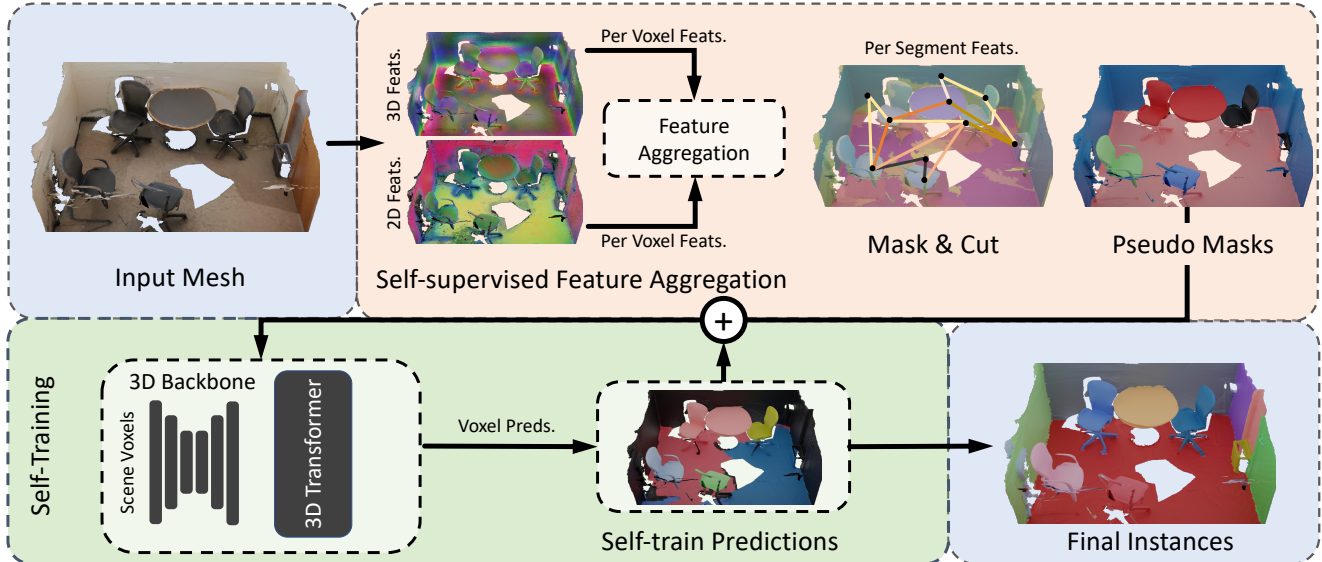 Per Voxel Feats.
Per Segment Feats.
3D Feats.
Feature
Aggregation
2D Feats.
Per Voxel Feats.
Mask & Cut
Pseudo Masks
Input Mesh
Self-supervised Feature Aggregation
+
Self-Training
3D Backbone
Scene Voxels
3D Transformer
Voxel Preds.
Self-train Predictions
Final Instances